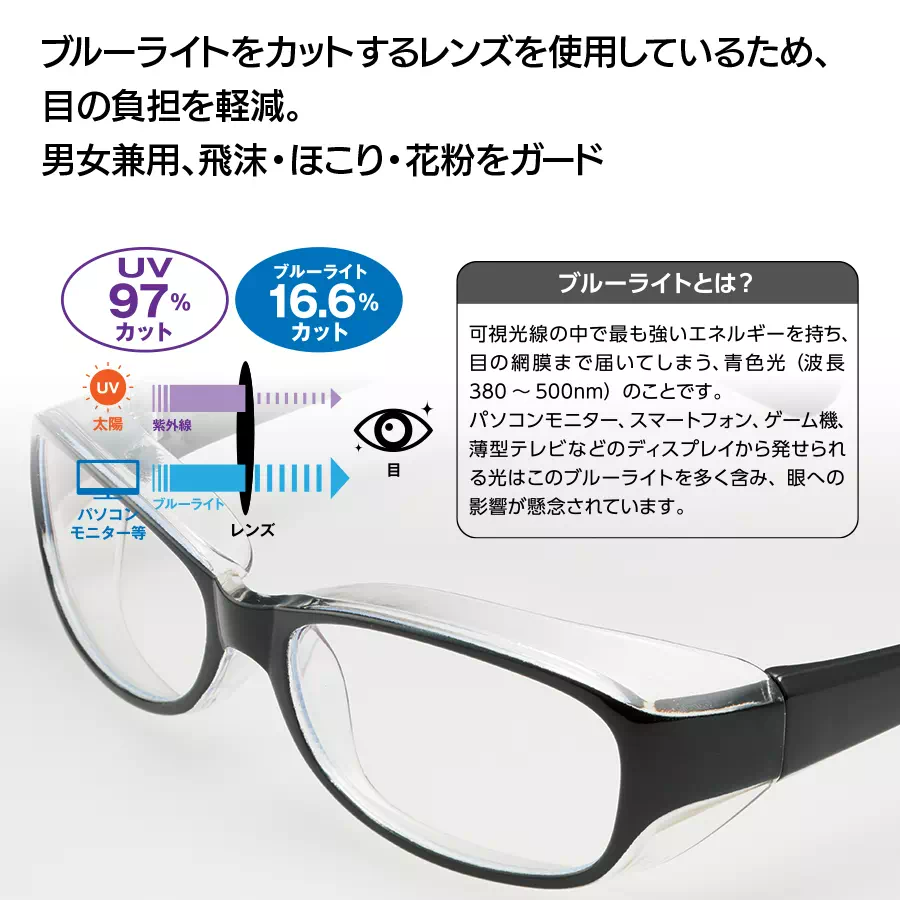 ブルーライトをカットするレンズを使用しているため、
目の負担を軽減。
男女兼用、飛沫・ほこり・花粉をガード
UV
97%
カット
ブルーライト
16.6%
カット
UV
太陽
紫外線
パソコン
モニター等
ブルーライト
レンズ
目
ブルーライトとは？
可視光線の中で最も強いエネルギーを持ち、
目の網膜まで届いてしまう、青色光（波長
380～500nm）のことです。
パソコンモニター、スマートフォン、ゲーム機、
薄型テレビなどのディスプレイから発せられ
る光はこのブルーライトを多く含み、眼への
影響が懸念されています。